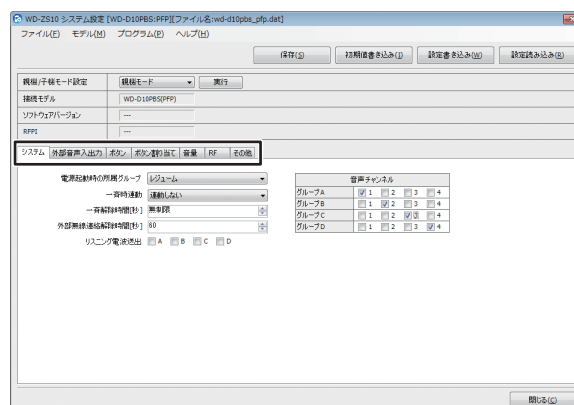 WD-ZS10 システム設定 [WD-D10PBS:PFP][ファイル名:wd-d10pbs_pfp.dat]
ファイル(F) モデル(M) プログラム(P) ヘルプ(H)
保存(S) 初期値書き込み(I) 設定書き込み(W) 設定読み込み(R)
親機/子機モード設定 親機モード 実行
接続モデル WD-D10PBS(PFP)
ソフトウェアバージョン ---
RFPI ---
システム 外部音声入出力 ボタン ボタン割り当て 音量 RF その他
電源起動時の所属グループ レジューム
一斉時連動 連動しない
一斉解除時間[秒] 無制限
外部無線連絡解除時間[秒] 60
リスニング電波送出 A B C D
音声チャンネル
グループA 1 2 3 4
グループB 1 2 3 4
グループC 1 2 3 4
グループD 1 2 3 4
閉じる(C)